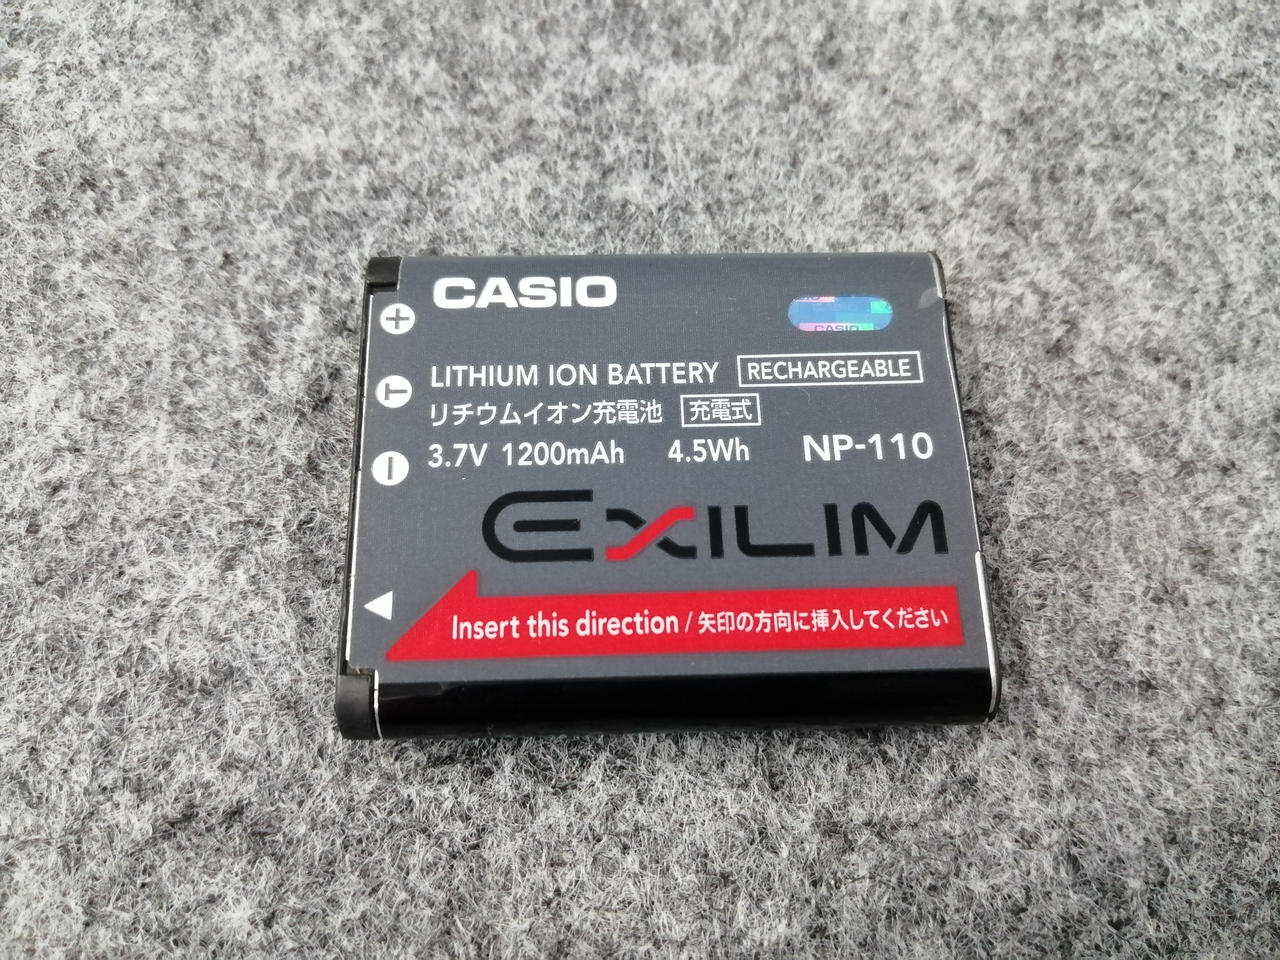 CASIO
CASIO
+
LITHIUM ION BATTERY RECHARGEABLE
T
リチウムイオン充電池 充電式
3.7V 1200mAh 4.5Wh NP-110
−
EXILIM
Insert this direction / 矢印の方向に挿入してください